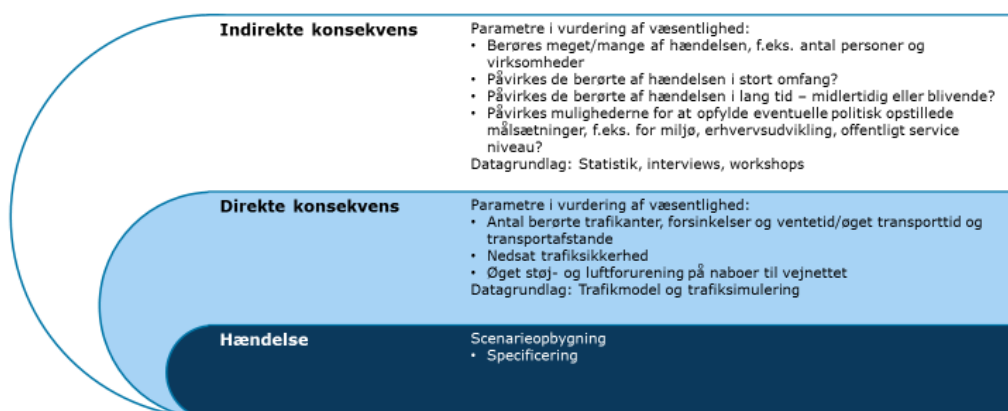 Indirekte konsekvens
Parametre i vurdering af væsentlighed:
• Berøres meget/mange af hændelsen, f.eks. antal personer og
virksomheder
• Påvirkes de berørte af hændelsen i stort omfang?
• Påvirkes de berørte af hændelsen i lang tid – midlertidig eller blivende?
• Påvirkes mulighederne for at opfylde eventuelle politisk opstillede
målsætninger, f.eks. for miljø, erhvervsudvikling, offentligt service
niveau?
Datagrundlag: Statistik, interviews, workshops
Direkte konsekvens
Parametre i vurdering af væsentlighed:
• Antal berørte trafikanter, forsinkelser og ventetid/øget transporttid og
transportafstande
• Nedsat trafiksikkerhed
• Øget støj- og luftforurening på naboer til vejnettet
Datagrundlag: Trafikmodel og trafiksimulering
Hændelse
Scenarieopbygning
• Specificering